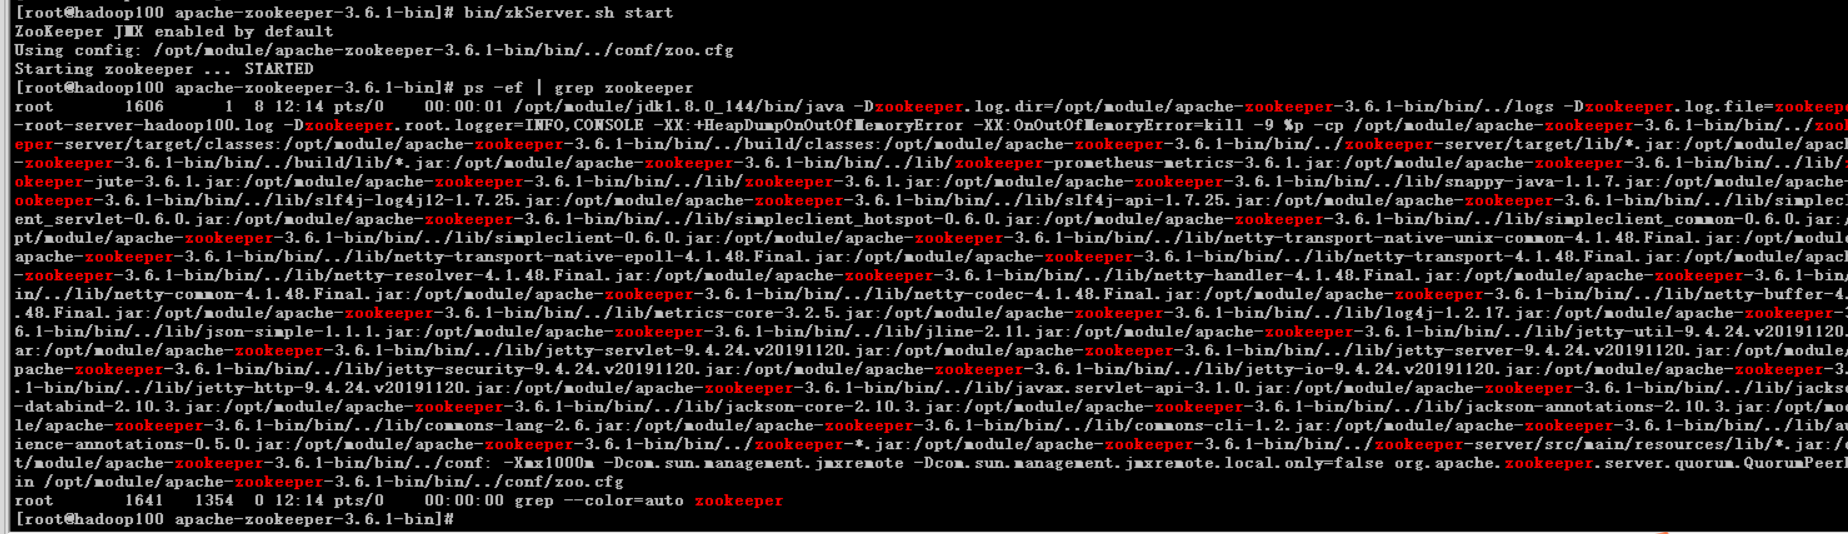 [root@hadoop100 apache-zookeeper-3.6.1-bin]# bin/zkServer.sh start
ZooKeeper JMX enabled by default
Using config: /opt/module/apache-zookeeper-3.6.1-bin/bin/../conf/zoo.cfg
Starting zookeeper ... STARTED
[root@hadoop100 apache-zookeeper-3.6.1-bin]# ps -ef | grep zookeeper
root 1606 1 8 12:14 pts/0 00:00:01 /opt/module/jdk1.8.0_144/bin/java -Dzookeeper.log.dir=/opt/module/apache-zookeeper-3.6.1-bin/bin/../logs -Dzookeeper.log.file=zookeep
-root-server-hadoop100.log -Dzookeeper.root.logger=INFO,CONSOLE -XX:+HeapDumpOnOutOfMemoryError -XX:OnOutOfMemoryError=kill -9 %p -cp /opt/module/apache-zookeeper-3.6.1-bin/bin/../zoo
eper-server/target/classes:/opt/module/apache-zookeeper-3.6.1-bin/bin/../build/classes:/opt/module/apache-zookeeper-3.6.1-bin/bin/../zookeeper-server/target/lib/*.jar:/opt/module/apach
-zookeeper-3.6.1-bin/bin/../build/lib/*.jar:/opt/module/apache-zookeeper-3.6.1-bin/bin/../lib/zookeeper-prometheus-metrics-3.6.1.jar:/opt/module/apache-zookeeper-3.6.1-bin/bin/../lib/
okeeper-jute-3.6.1.jar:/opt/module/apache-zookeeper-3.6.1-bin/bin/../lib/zookeeper-3.6.1.jar:/opt/module/apache-zookeeper-3.6.1-bin/bin/../lib/snappy-java-1.1.7.jar:/opt/module/apache-
ookeeper-3.6.1-bin/bin/../lib/slf4j-log4j12-1.7.25.jar:/opt/module/apache-zookeeper-3.6.1-bin/bin/../lib/slf4j-api-1.7.25.jar:/opt/module/apache-zookeeper-3.6.1-bin/bin/../lib/simplecl
ent_servlet-0.6.0.jar:/opt/module/apache-zookeeper-3.6.1-bin/bin/../lib/simpleclient_hotspot-0.6.0.jar:/opt/module/apache-zookeeper-3.6.1-bin/bin/../lib/simpleclient_common-0.6.0.jar:
pt/module/apache-zookeeper-3.6.1-bin/bin/../lib/simpleclient-0.6.0.jar:/opt/module/apache-zookeeper-3.6.1-bin/bin/../lib/netty-transport-native-unix-common-4.1.48.Final.jar:/opt/modul
apache-zookeeper-3.6.1-bin/bin/../lib/netty-transport-native-epoll-4.1.48.Final.jar:/opt/module/apache-zookeeper-3.6.1-bin/bin/../lib/netty-transport-4.1.48.Final.jar:/opt/module/apach
-zookeeper-3.6.1-bin/bin/../lib/netty-resolver-4.1.48.Final.jar:/opt/module/apache-zookeeper-3.6.1-bin/bin/../lib/netty-handler-4.1.48.Final.jar:/opt/module/apache-zookeeper-3.6.1-bin
in/../lib/netty-common-4.1.48.Final.jar:/opt/module/apache-zookeeper-3.6.1-bin/bin/../lib/netty-codec-4.1.48.Final.jar:/opt/module/apache-zookeeper-3.6.1-bin/bin/../lib/netty-buffer-4.
.48.Final.jar:/opt/module/apache-zookeeper-3.6.1-bin/bin/../lib/metrics-core-3.2.5.jar:/opt/module/apache-zookeeper-3.6.1-bin/bin/../lib/log4j-1.2.17.jar:/opt/module/apache-zookeeper-3
6.1-bin/bin/../lib/json-simple-1.1.1.jar:/opt/module/apache-zookeeper-3.6.1-bin/bin/../lib/jline-2.11.jar:/opt/module/apache-zookeeper-3.6.1-bin/bin/../lib/jetty-util-9.4.24.v20191120.
ar:/opt/module/apache-zookeeper-3.6.1-bin/bin/../lib/jetty-servlet-9.4.24.v20191120.jar:/opt/module/apache-zookeeper-3.6.1-bin/bin/../lib/jetty-server-9.4.24.v20191120.jar:/opt/module/
pache-zookeeper-3.6.1-bin/bin/../lib/jetty-security-9.4.24.v20191120.jar:/opt/module/apache-zookeeper-3.6.1-bin/bin/../lib/jetty-io-9.4.24.v20191120.jar:/opt/module/apache-zookeeper-3.
.1-bin/bin/../lib/jetty-http-9.4.24.v20191120.jar:/opt/module/apache-zookeeper-3.6.1-bin/bin/../lib/javax.servlet-api-3.1.0.jar:/opt/module/apache-zookeeper-3.6.1-bin/bin/../lib/jacks
-databind-2.10.3.jar:/opt/module/apache-zookeeper-3.6.1-bin/bin/../lib/jackson-core-2.10.3.jar:/opt/module/apache-zookeeper-3.6.1-bin/bin/../lib/jackson-annotations-2.10.3.jar:/opt/mo
le/apache-zookeeper-3.6.1-bin/bin/../lib/commons-lang-2.6.jar:/opt/module/apache-zookeeper-3.6.1-bin/bin/../lib/commons-cli-1.2.jar:/opt/module/apache-zookeeper-3.6.1-bin/bin/../lib/au
ience-annotations-0.5.0.jar:/opt/module/apache-zookeeper-3.6.1-bin/bin/../zookeeper-*.jar:/opt/module/apache-zookeeper-3.6.1-bin/bin/../zookeeper-server/src/main/resources/lib/*.jar:/
t/module/apache-zookeeper-3.6.1-bin/bin/../conf: -Xmx1000m -Dcom.sun.management.jmxremote -Dcom.sun.management.jmxremote.local.only=false org.apache.zookeeper.server.quorum.QuorumPeer
in /opt/module/apache-zookeeper-3.6.1-bin/bin/../conf/zoo.cfg
root 1641 1354 0 12:14 pts/0 00:00:00 grep --color=auto zookeeper
[root@hadoop100 apache-zookeeper-3.6.1-bin]#